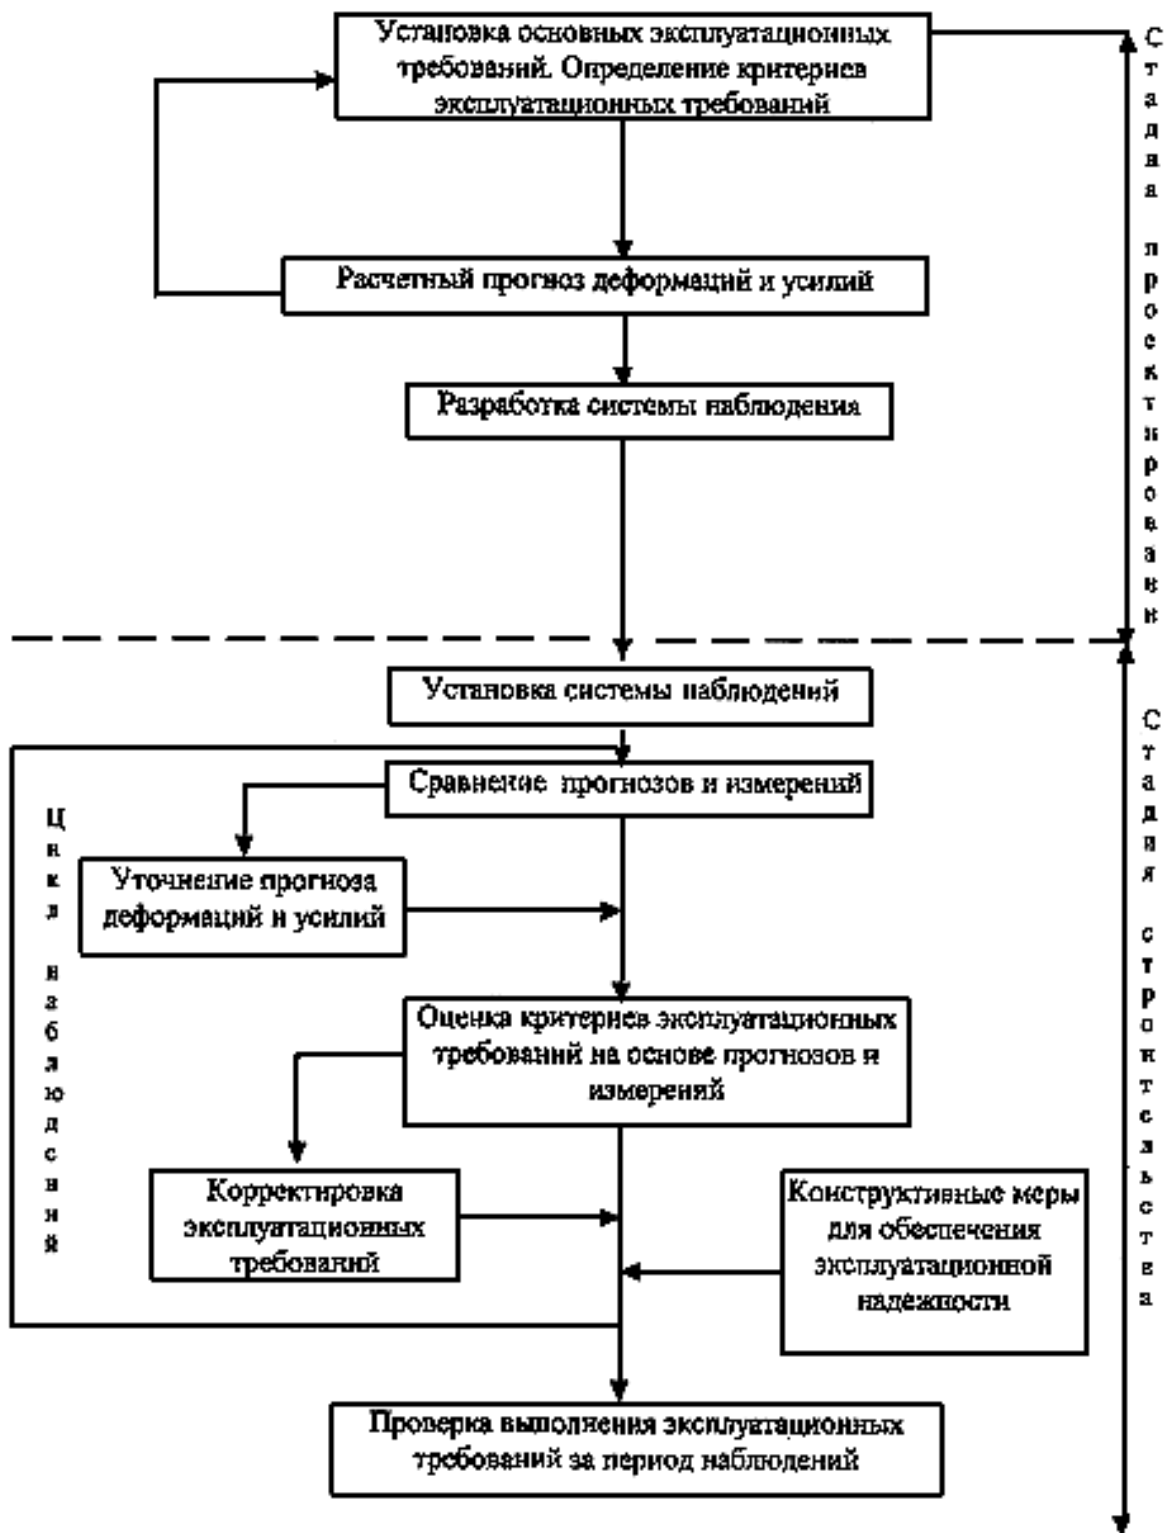 Установка основных эксплуатационных
требований. Определение критериев
эксплуатационных требований
Расчетный прогноз деформаций и усилий
Разработка системы наблюдения
Стадия проектирования
Установка системы наблюдений
Сравнение прогнозов и измерений
Уточнение прогноза
деформаций и усилий
Оценка критериев эксплуатационных
требований на основе прогнозов и
измерений
Корректировка
эксплуатационных
требований
Конструктивные меры
для обеспечения
эксплуатационной
надежности
Проверка выполнения эксплуатационных
требований за период наблюдений
Цикл наблюдений
Стадия строительства